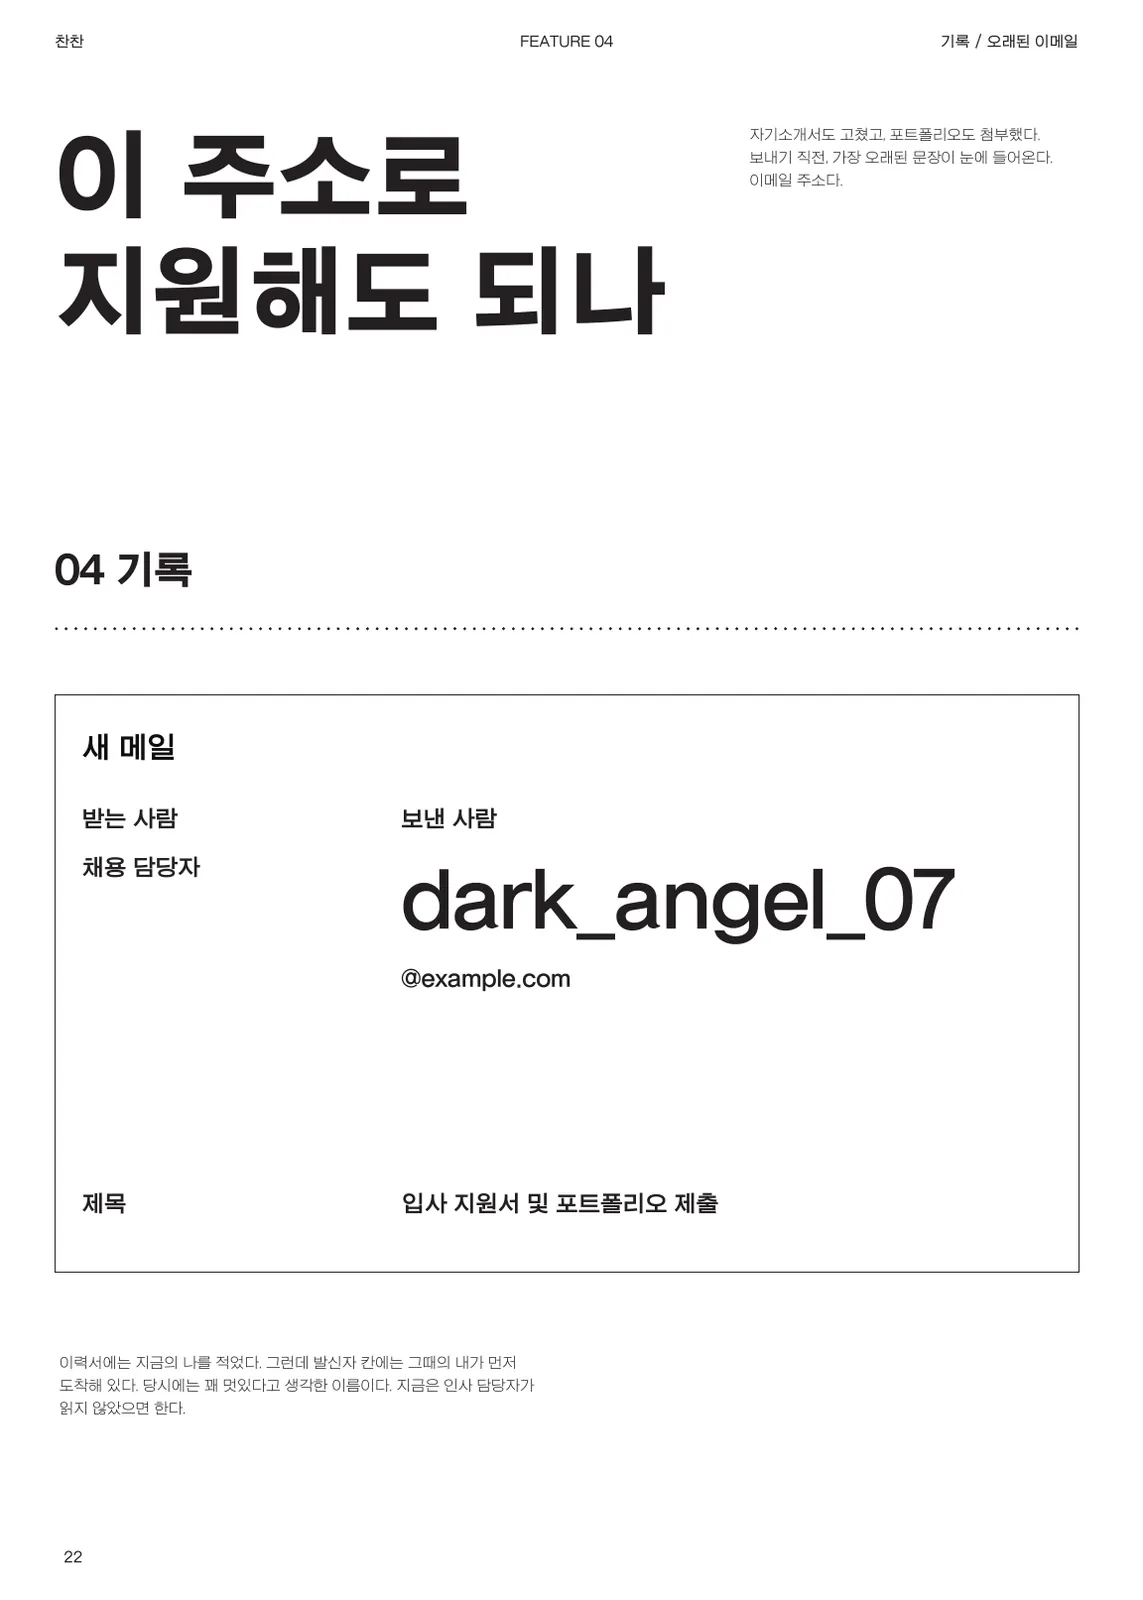 찬찬
FEATURE 04
기록 / 오래된 이메일
이 주소로
지원해도 되나
자기소개서도 고쳤고, 포트폴리오도 첨부했다.
보내기 직전, 가장 오래된 문장이 눈에 들어온다.
이메일 주소다.
04 기록
새 메일
받는 사람
채용 담당자
보낸 사람
dark_angel_07
@example.com
제목
입사 지원서 및 포트폴리오 제출
이력서에는 지금의 나를 적었다. 그런데 발신자 칸에는 그때의 내가 먼저
도착해 있다. 당시에는 꽤 멋있다고 생각한 이름이다. 지금은 인사 담당자가
읽지 않았으면 한다.
22